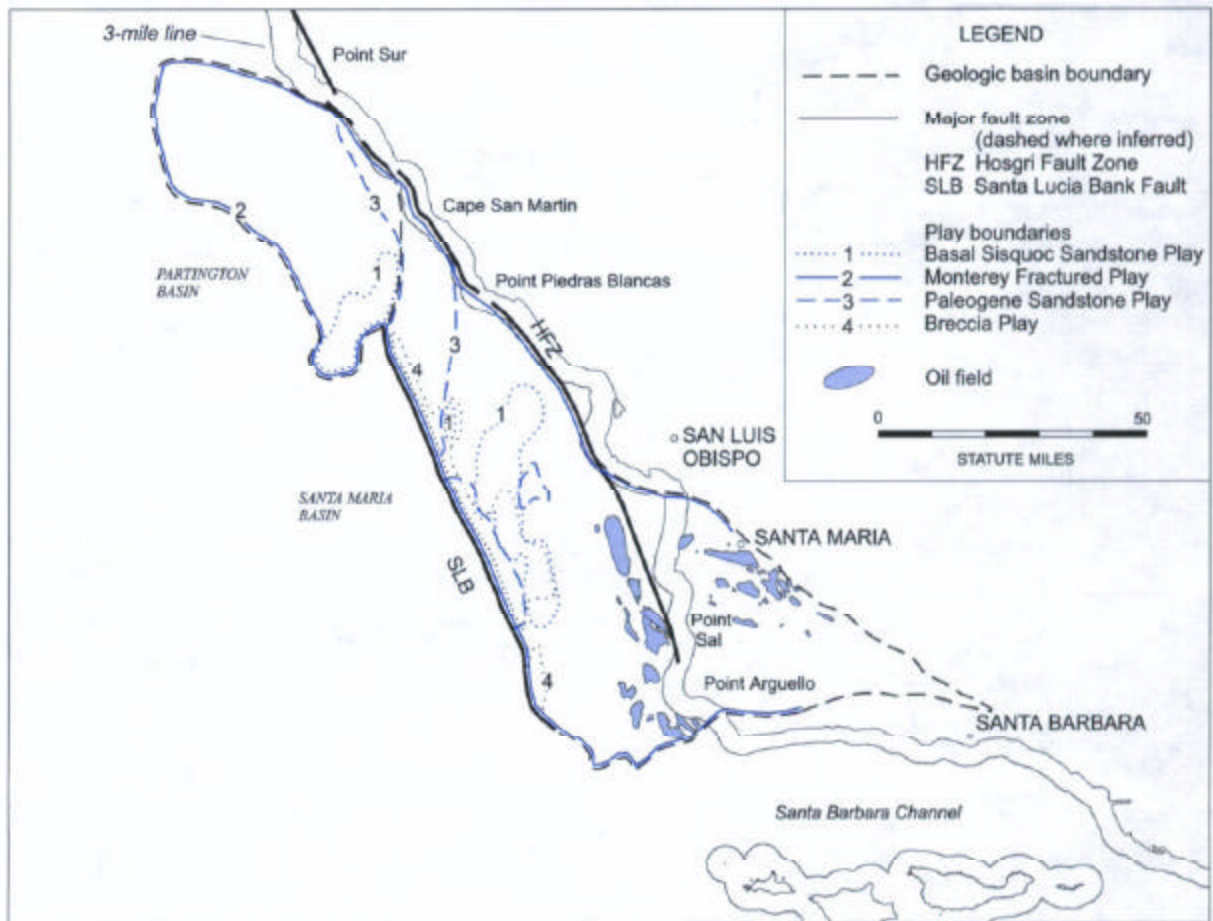 3-mile line
Point Sur
3
Cape San Martin
2
PARTINGTON
BASIN
1
Point Piedras Blancas
HFZ
3
4
1
1
SAN LUIS
OBISPO
SANTA MARIA
BASIN
SLB
SANTA MARIA
Point
Sal
4
Point Arguello
SANTA BARBARA
Santa Barbara Channel
LEGEND
Geologic basin boundary
Major fault zone
(dashed where inferred)
HFZ Hosgri Fault Zone
SLB Santa Lucia Bank Fault
Play boundaries
1 Basal Sisquoc Sandstone Play
2 Monterey Fractured Play
3 Paleogene Sandstone Play
4 Breccia Play
Oil field
0 50
STATUTE MILES